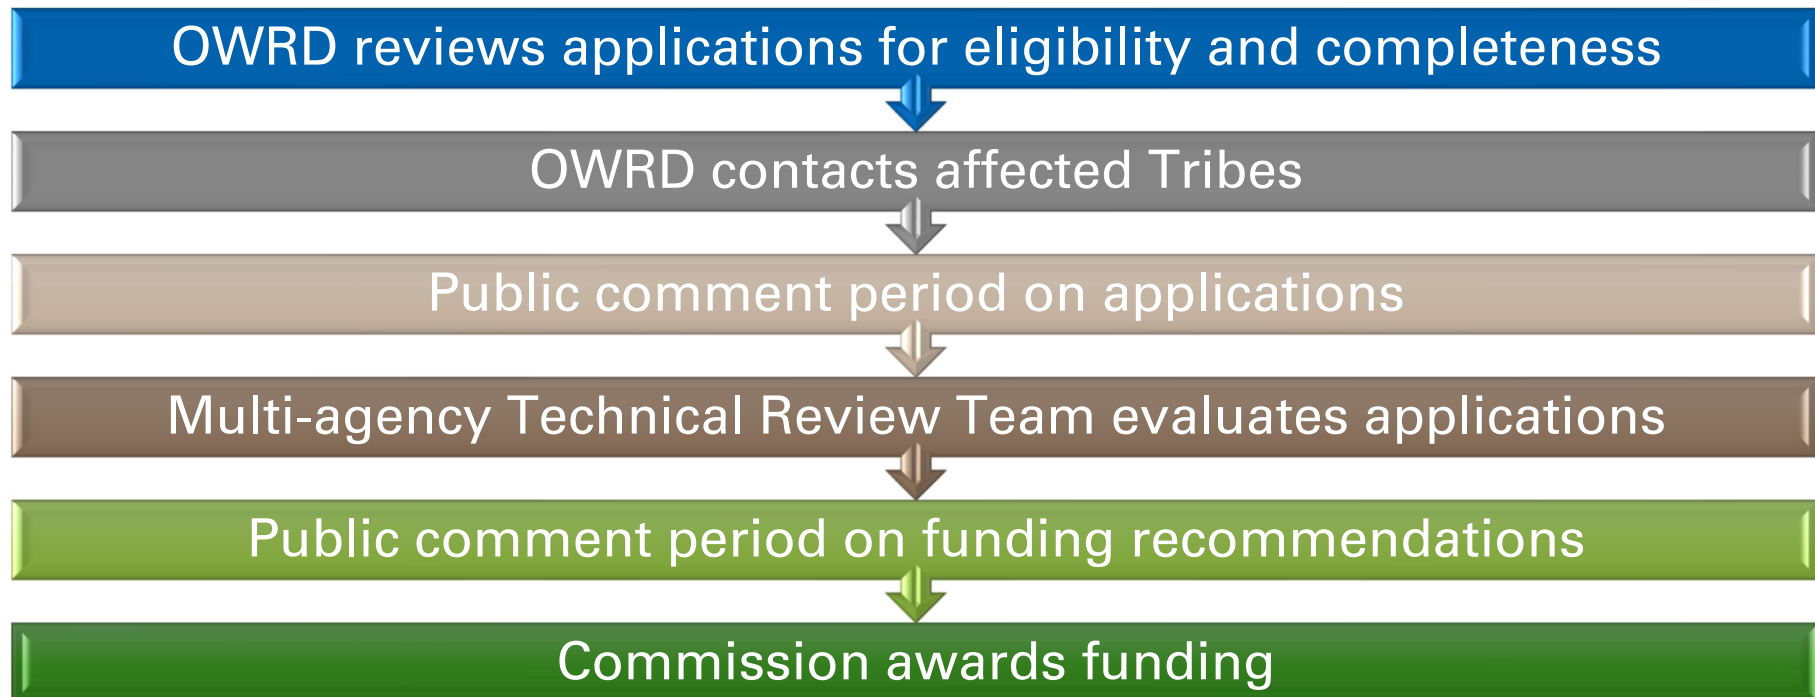 OWRD reviews applications for eligibility and completeness
OWRD contacts affected Tribes
Public comment period on applications
Multi-agency Technical Review Team evaluates applications
Public comment period on funding recommendations
Commission awards funding